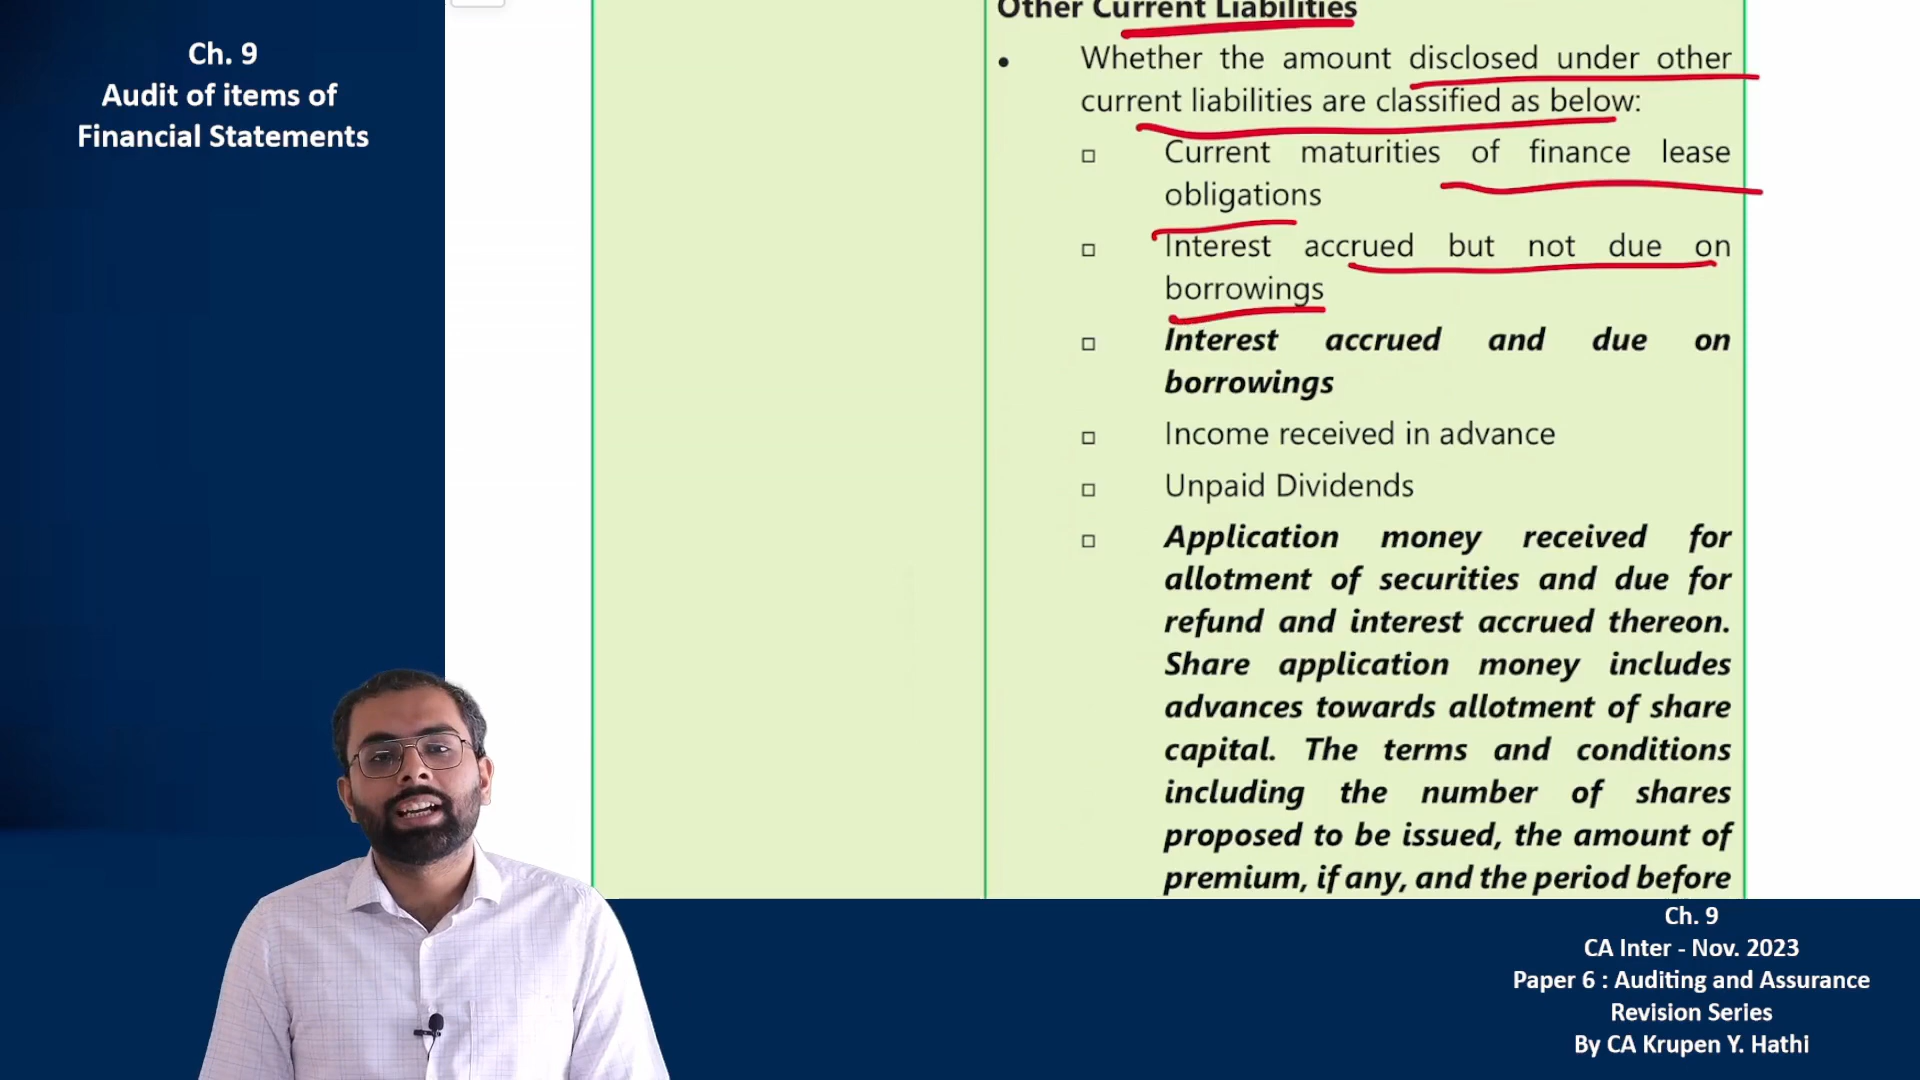 Ch. 9
Audit of items of
Financial Statements
Other Current Liabilities
• Whether the amount disclosed under other
current liabilities are classified as below:
□ Current maturities of finance lease
obligations
□ Interest accrued but not due on
borrowings
□ Interest accrued and due on
borrowings
□ Income received in advance
□ Unpaid Dividends
□ Application money received for
allotment of securities and due for
refund and interest accrued thereon.
Share application money includes
advances towards allotment of share
capital. The terms and conditions
including the number of shares
proposed to be issued, the amount of
premium, if any, and the period before
Ch. 9
CA Inter - Nov. 2023
Paper 6 : Auditing and Assurance
Revision Series
By CA Krupen Y. Hathi